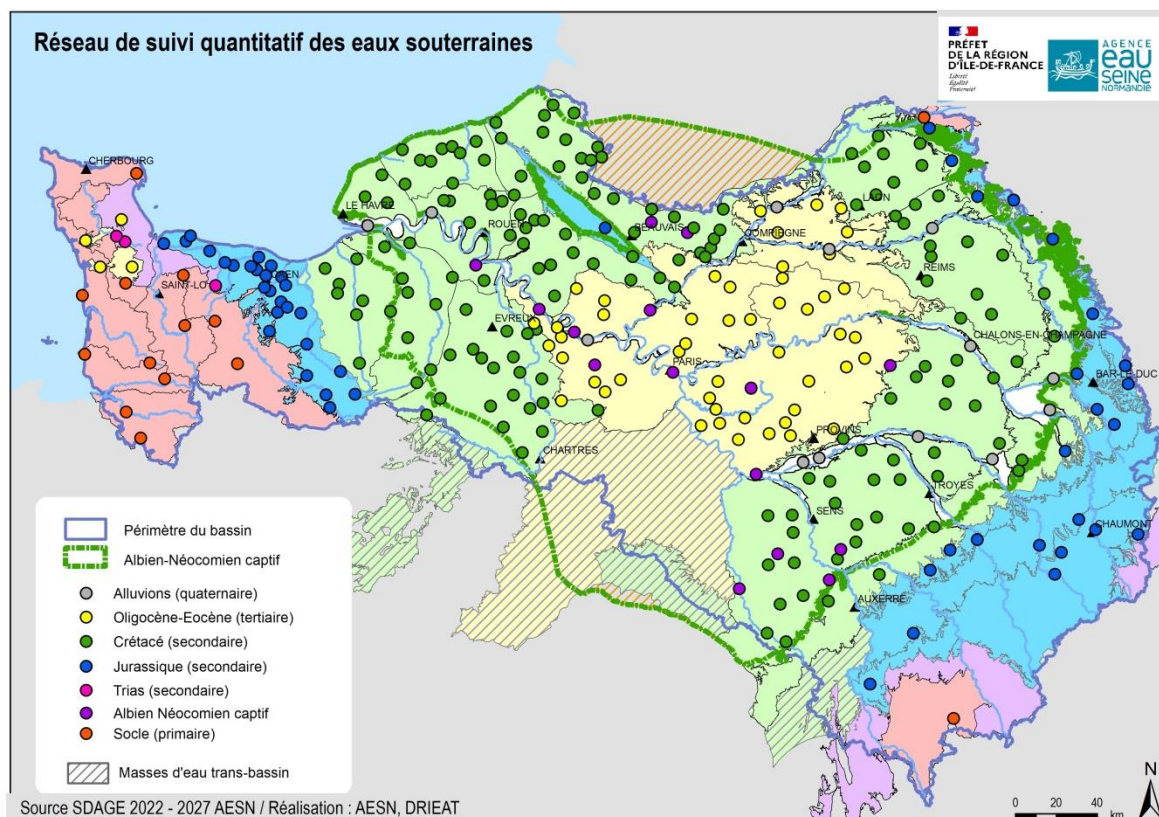 Réseau de suivi quantitatif des eaux souterraines
PRÉFET
DE LA RÉGION
D'ÎLE-DE-FRANCE
Liberté
Égalité
Fraternité
AGENCE
eau
SEINE
NORMANDIE
CHERBOURG
LE HAVRE
ROUEN
BEAUVAIS
COMPIEGNE
LAON
REIMS
SAINT-LO
CAEN
EVREUX
PARIS
CHALONS-EN-CHAMPAGNE
BAR-LE-DUC
PROVINS
CHARTRES
TROYES
SENS
CHAUMONT
AUXERRE
Périmètre du bassin
Albien-Néocomien captif
Alluvions (quaternaire)
Oligocène-Eocène (tertiaire)
Crétacé (secondaire)
Jurassique (secondaire)
Trias (secondaire)
Albien Néocomien captif
Socle (primaire)
Masses d'eau trans-bassin
Source SDAGE 2022 - 2027 AESN / Réalisation : AESN, DRIEAT
N
0 20 40
km